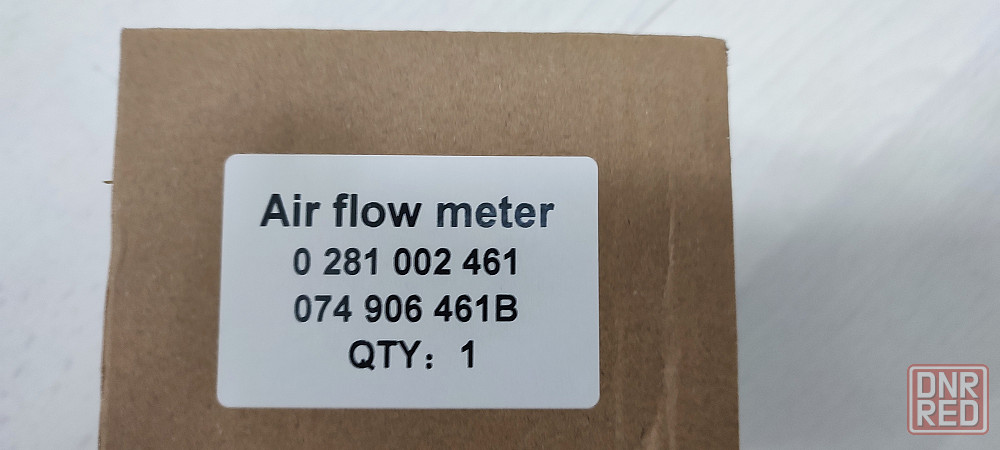 Air flow meter
0 281 002 461
074 906 461B
QTY：1
DNR
RED